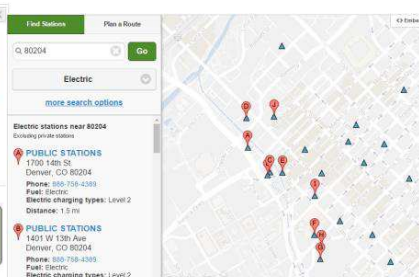 Find Stations
Plan a Route
80204
Go
Electric
more search options
Electric stations near 80204
Excluding private stations
A
PUBLIC STATIONS
1700 14th St
Denver, CO 80204
Phone: 888-758-4389
Fuel: Electric
Electric charging types: Level 2
Distance: 1.5 mi
B
PUBLIC STATIONS
1401 W 13th Ave
Denver, CO 80204
Phone: 888-758-4389
Fuel: Electric
Electric charging types: Level 2
D
J
A
C
E
I
F
H
G